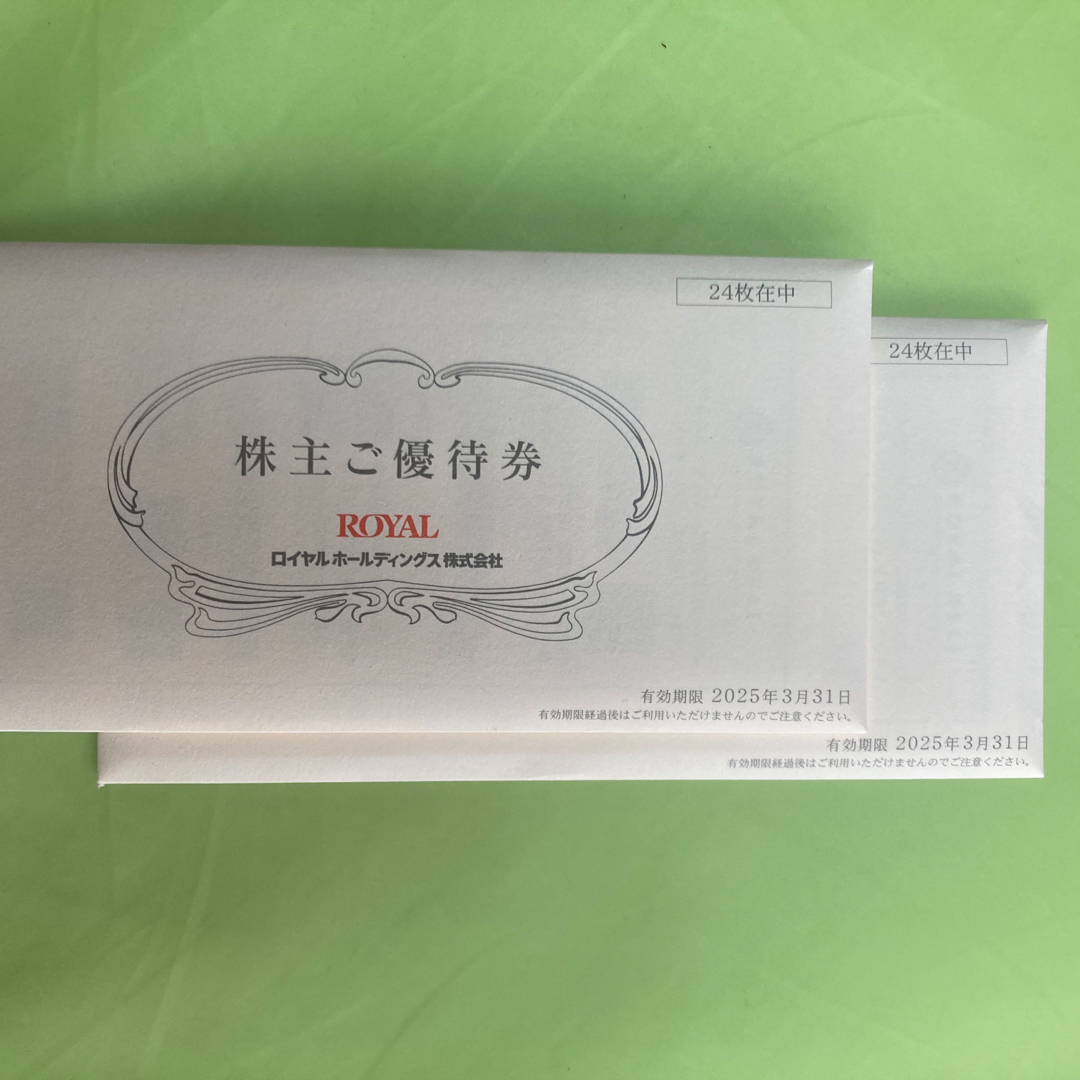 24枚在中
株主ご優待券
ROYAL
ロイヤルホールディングス株式会社
有効期限 2025年3月31日
有効期限経過後はご利用いただけませんのでご注意ください。
24枚在中
有効期限 2025年3月31日
有効期限経過後はご利用いただけませんのでご注意ください。